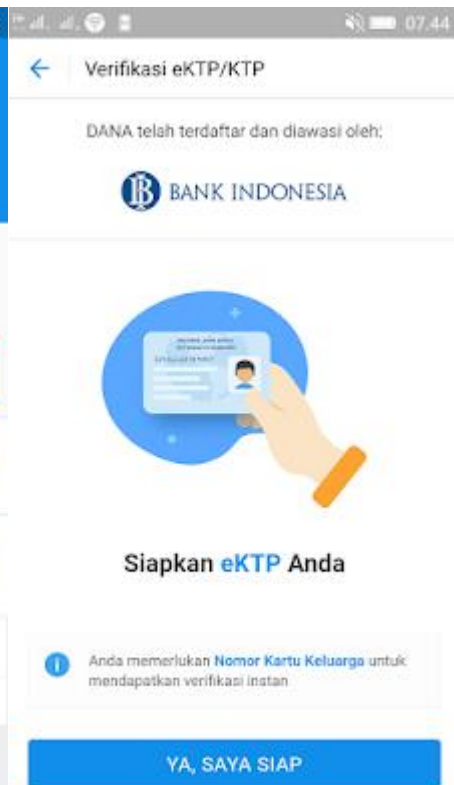 07.44
Verifikasi eKTP/KTP
DANA telah terdaftar dan diawasi oleh:
BANK INDONESIA
Siapkan eKTP Anda
Anda memerlukan Nomor Kartu Keluarga untuk
mendapatkan verifikasi instan
YA, SAYA SIAP